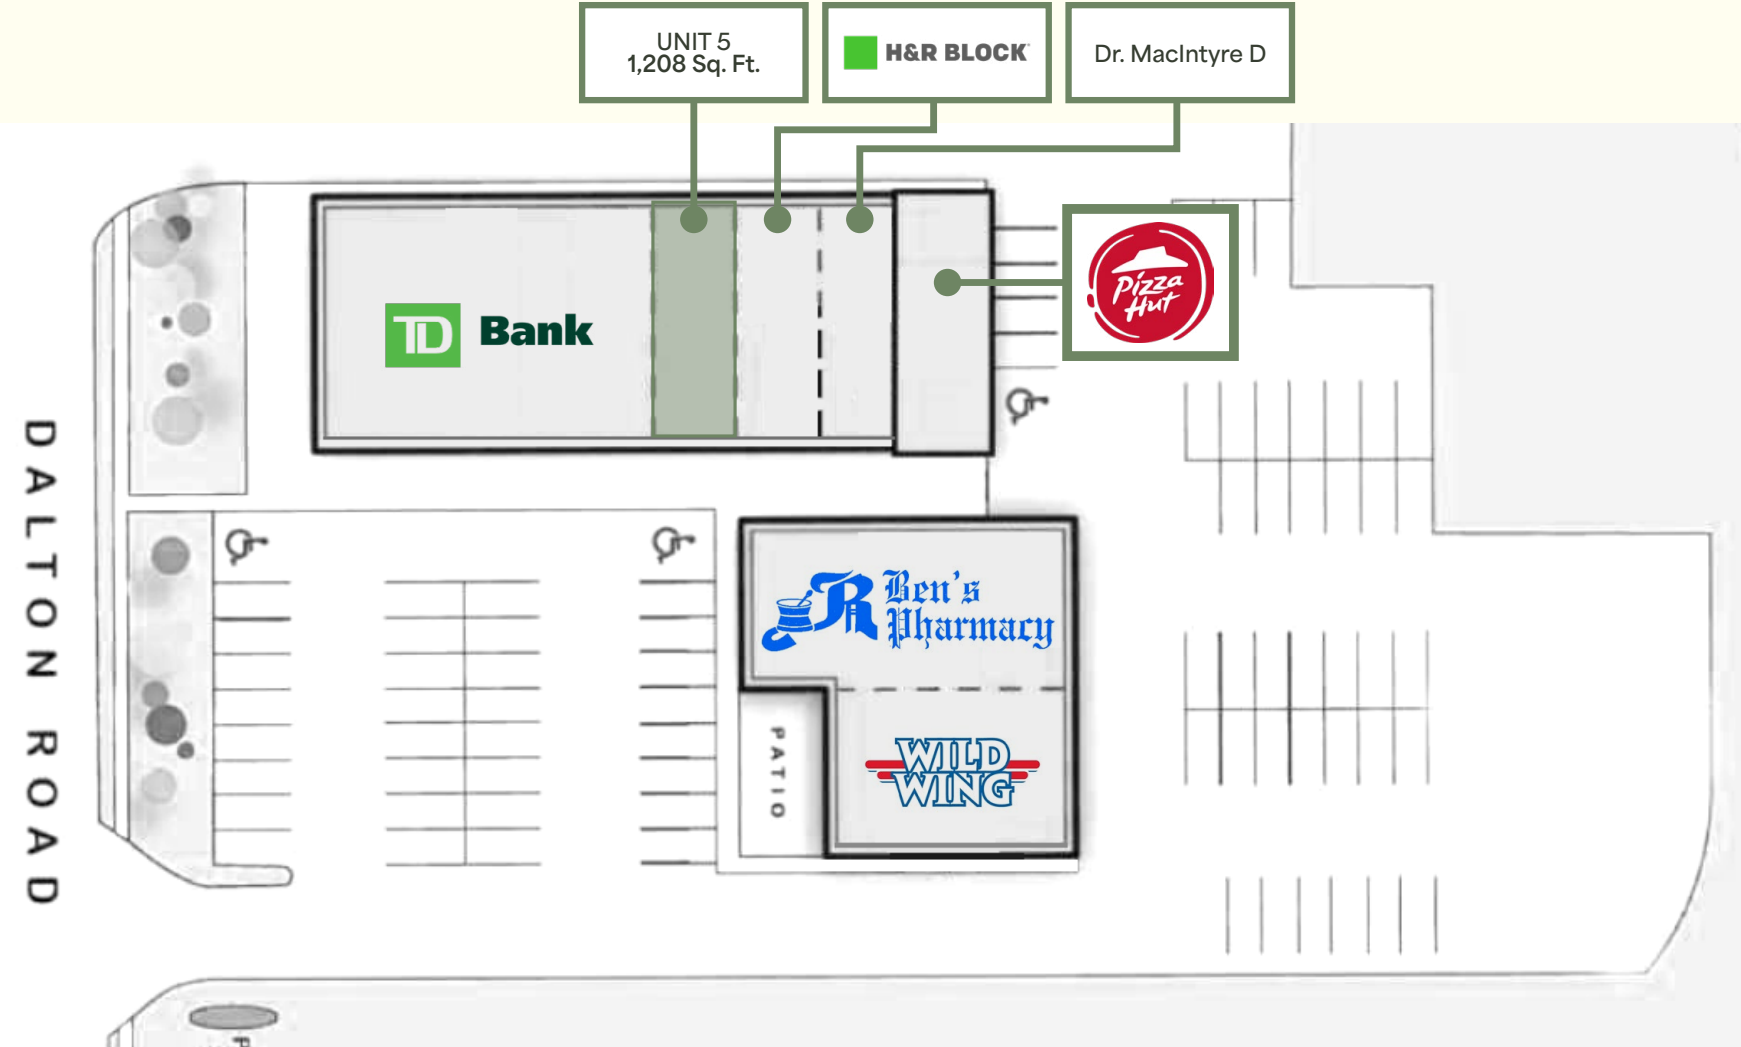 UNIT 5
1,208 Sq. Ft.
H&R BLOCK
Dr. MacIntyre D
TD Bank
Pizza
Hut
DALTON ROAD
Ben's
Pharmacy
PATIO
WILD
WING